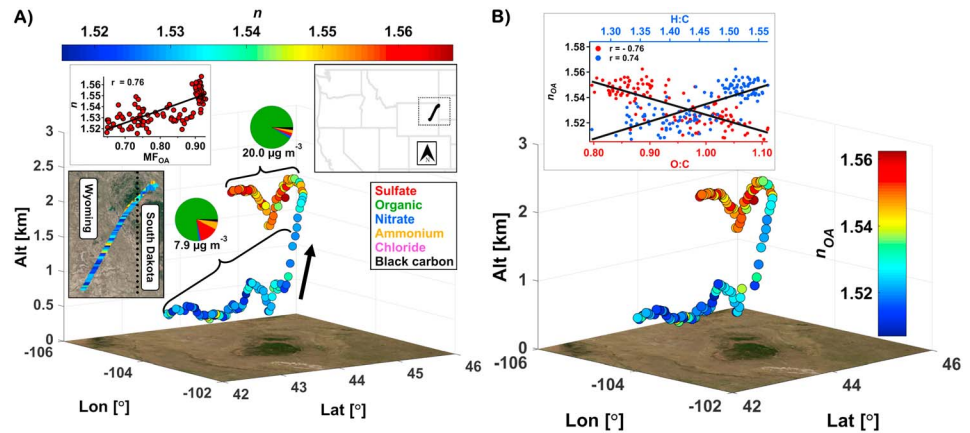 A)
n
1.52 1.53 1.54 1.55 1.56
r = 0.76
n
1.56
1.55
1.54
1.53
1.52
0.70 0.80 0.90
MF_OA
20.0 µg m⁻³
N
Wyoming
South Dakota
7.9 µg m⁻³
Sulfate
Organic
Nitrate
Ammonium
Chloride
Black carbon
Alt [km]
3
2.5
2
1.5
1
0.5
0
-106
-104
-102
Lon [°]
42
43
44
45
46
Lat [°]
B)
H:C
1.30 1.35 1.40 1.45 1.50 1.55
r = - 0.76
r = 0.74
n_OA
1.58
1.56
1.54
1.52
0.80 0.90 1.00 1.10
O:C
Alt [km]
3
2
1
0
-106
-104
-102
Lon [°]
42
44
46
Lat [°]
n_OA
1.56
1.54
1.52